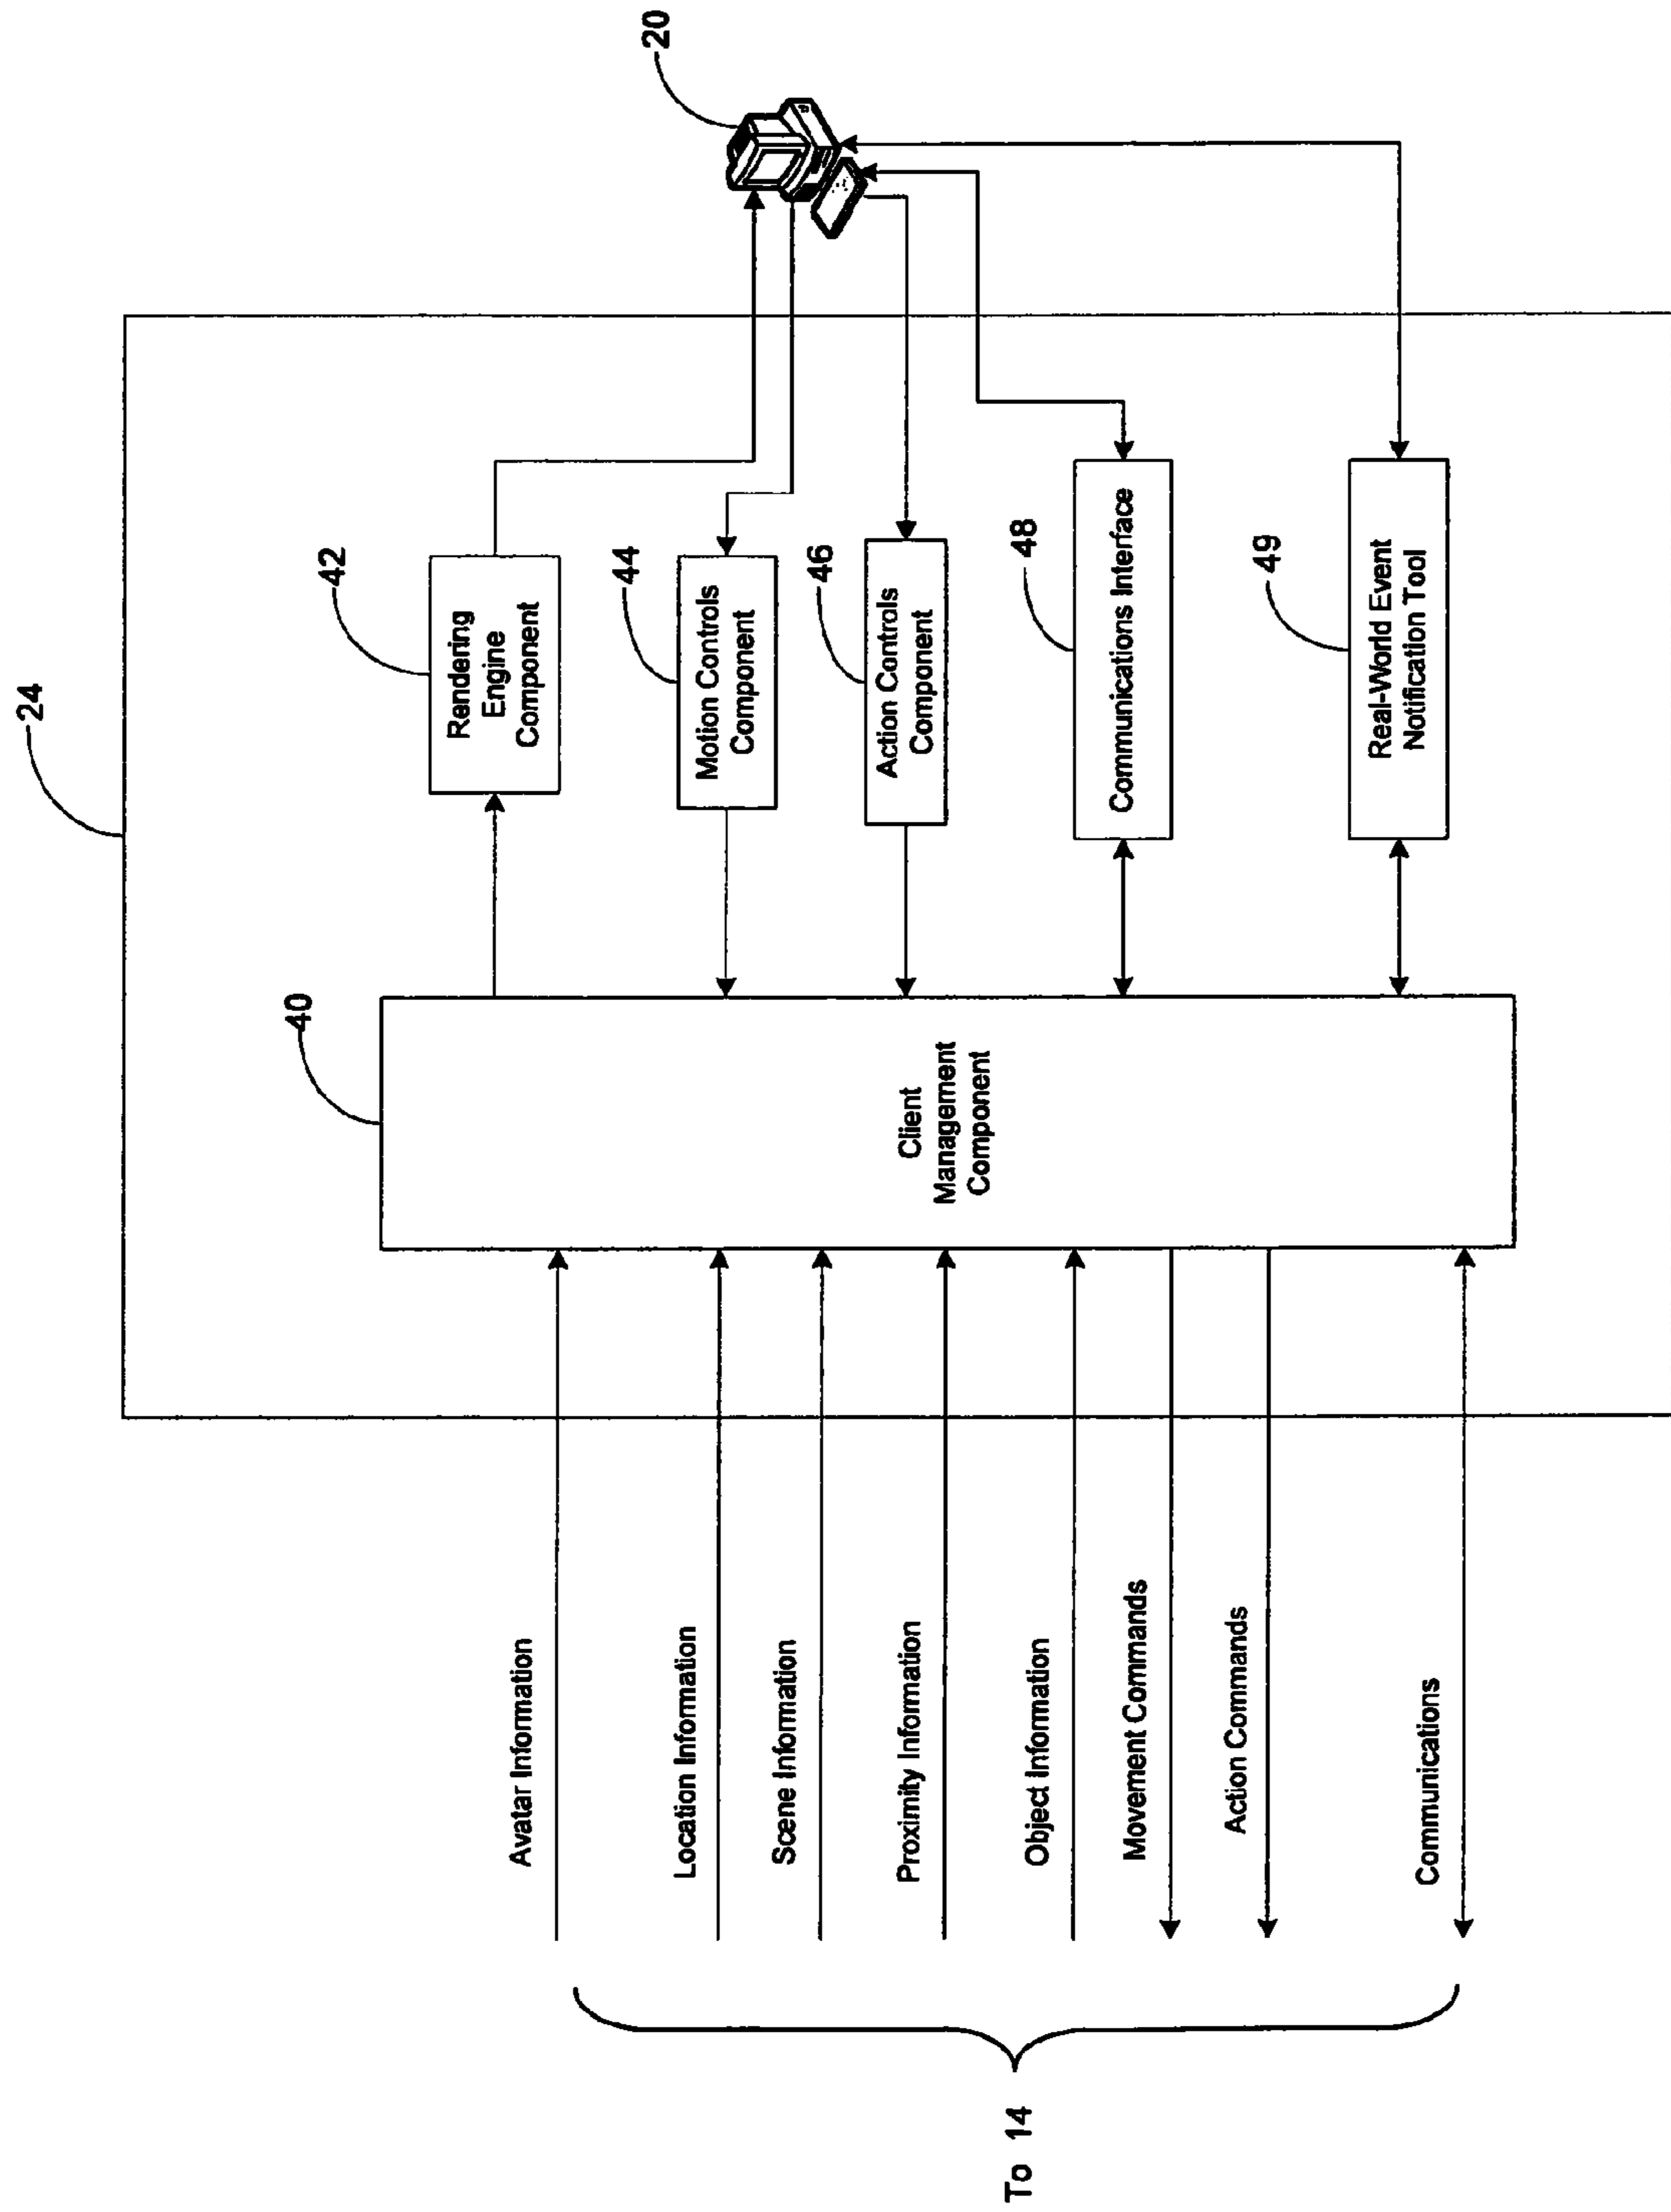 24
20
40
42
Rendering
Engine
Component
44
Motion Controls
Component
46
Action Controls
Component
48
Communications Interface
49
Real-World Event
Notification Tool
Client
Management
Component
Avatar Information
Location Information
Scene Information
Proximity Information
Object Information
Movement Commands
Action Commands
Communications
To 14